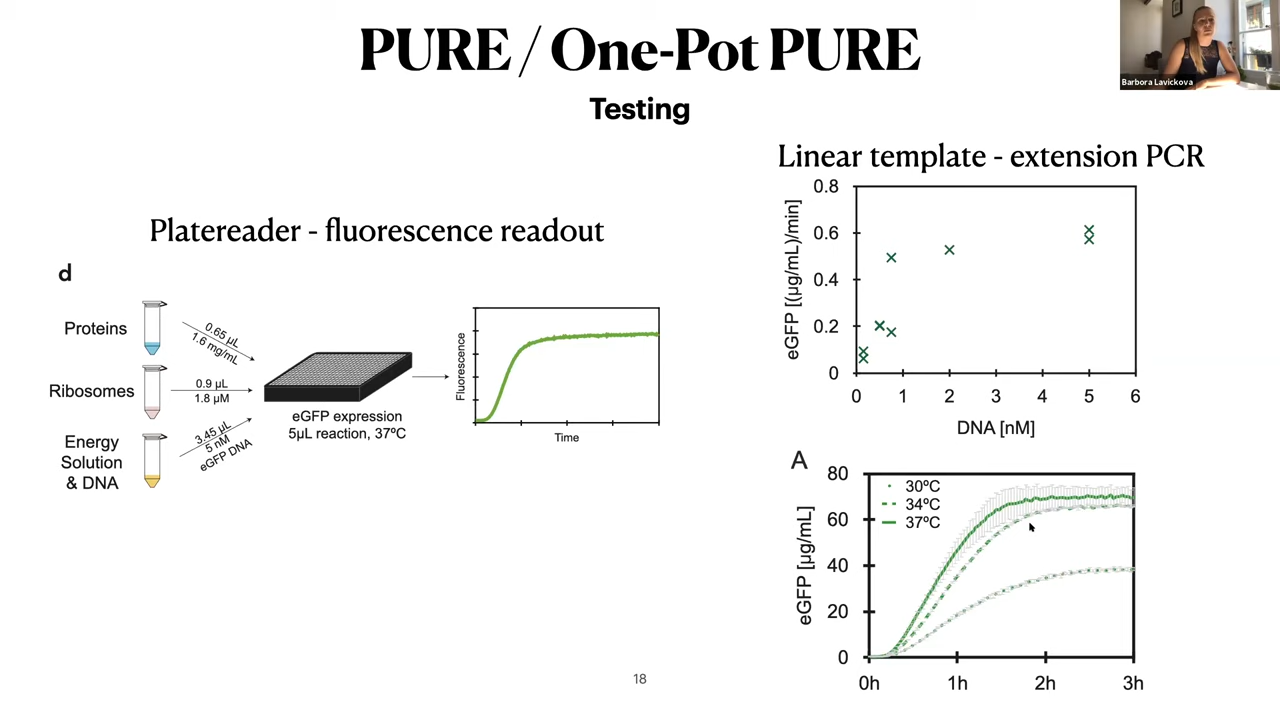 PURE / One-Pot PURE
Testing
Barbora Lavickova
Platereader - fluorescence readout
d
Proteins
0.65 µL
1.6 mg/mL
Ribosomes
0.9 µL
1.8 µM
Energy
Solution
& DNA
3.45 µL
5 nM
eGFP DNA
eGFP expression
5µL reaction, 37ºC
Fluorescence
Time
Linear template - extension PCR
eGFP [(µg/mL)/min]
0.8
0.6
0.4
0.2
0
0 1 2 3 4 5 6
DNA [nM]
A
eGFP [µg/mL]
80
60
40
20
0
30ºC
34ºC
37ºC
0h 1h 2h 3h
18